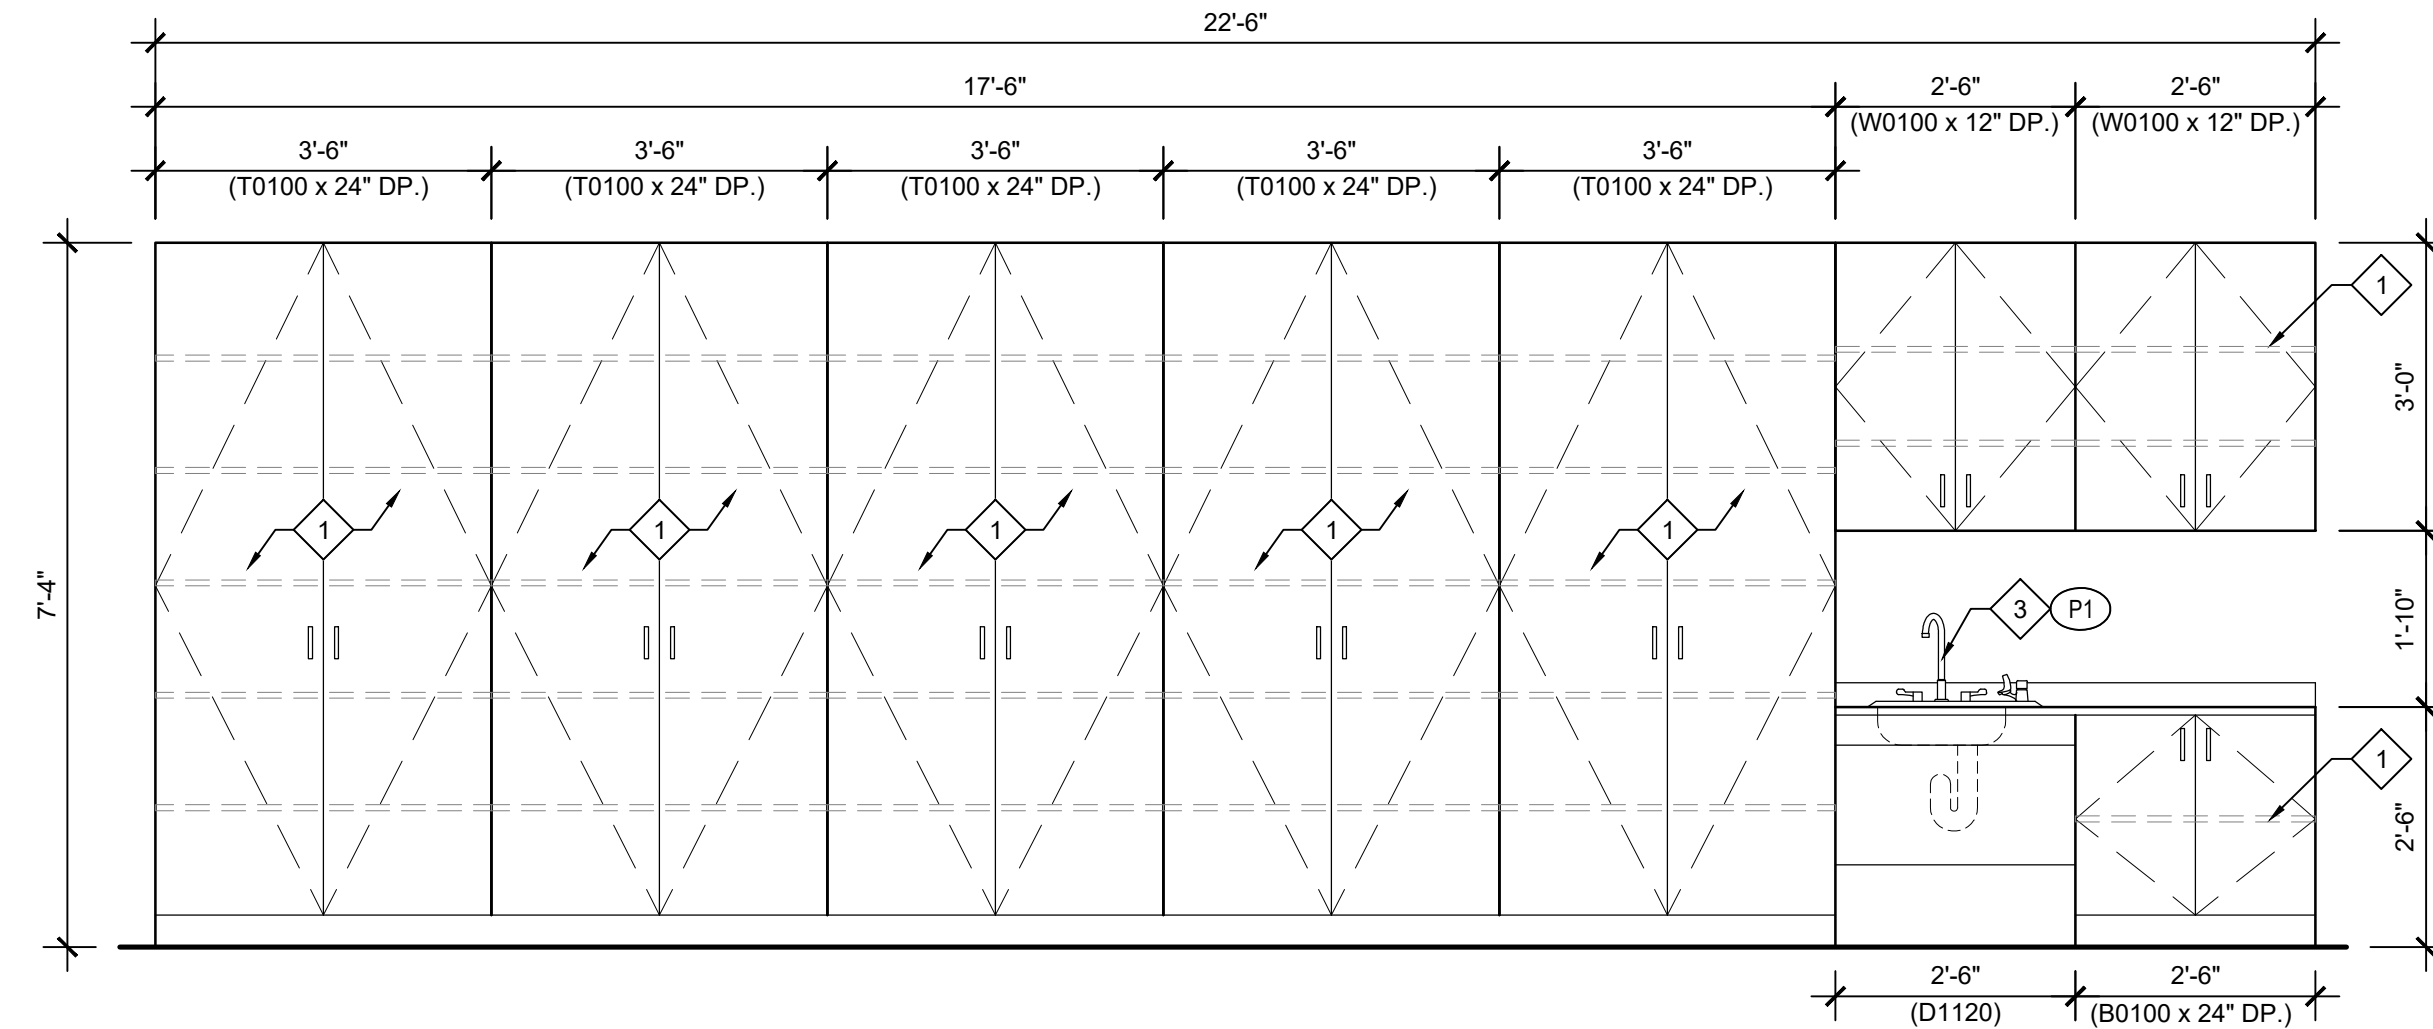 22'-6"
17'-6"
2'-6"
2'-6"
(W0100 x 12" DP.)
(W0100 x 12" DP.)
3'-6"
3'-6"
3'-6"
3'-6"
3'-6"
(T0100 x 24" DP.)
(T0100 x 24" DP.)
(T0100 x 24" DP.)
(T0100 x 24" DP.)
(T0100 x 24" DP.)
1
3'-0"
1
1
1
1
1
7'-4"
3
P1
1'-10"
1
2'-6"
2'-6"
2'-6"
(D1120)
(B0100 x 24" DP.)